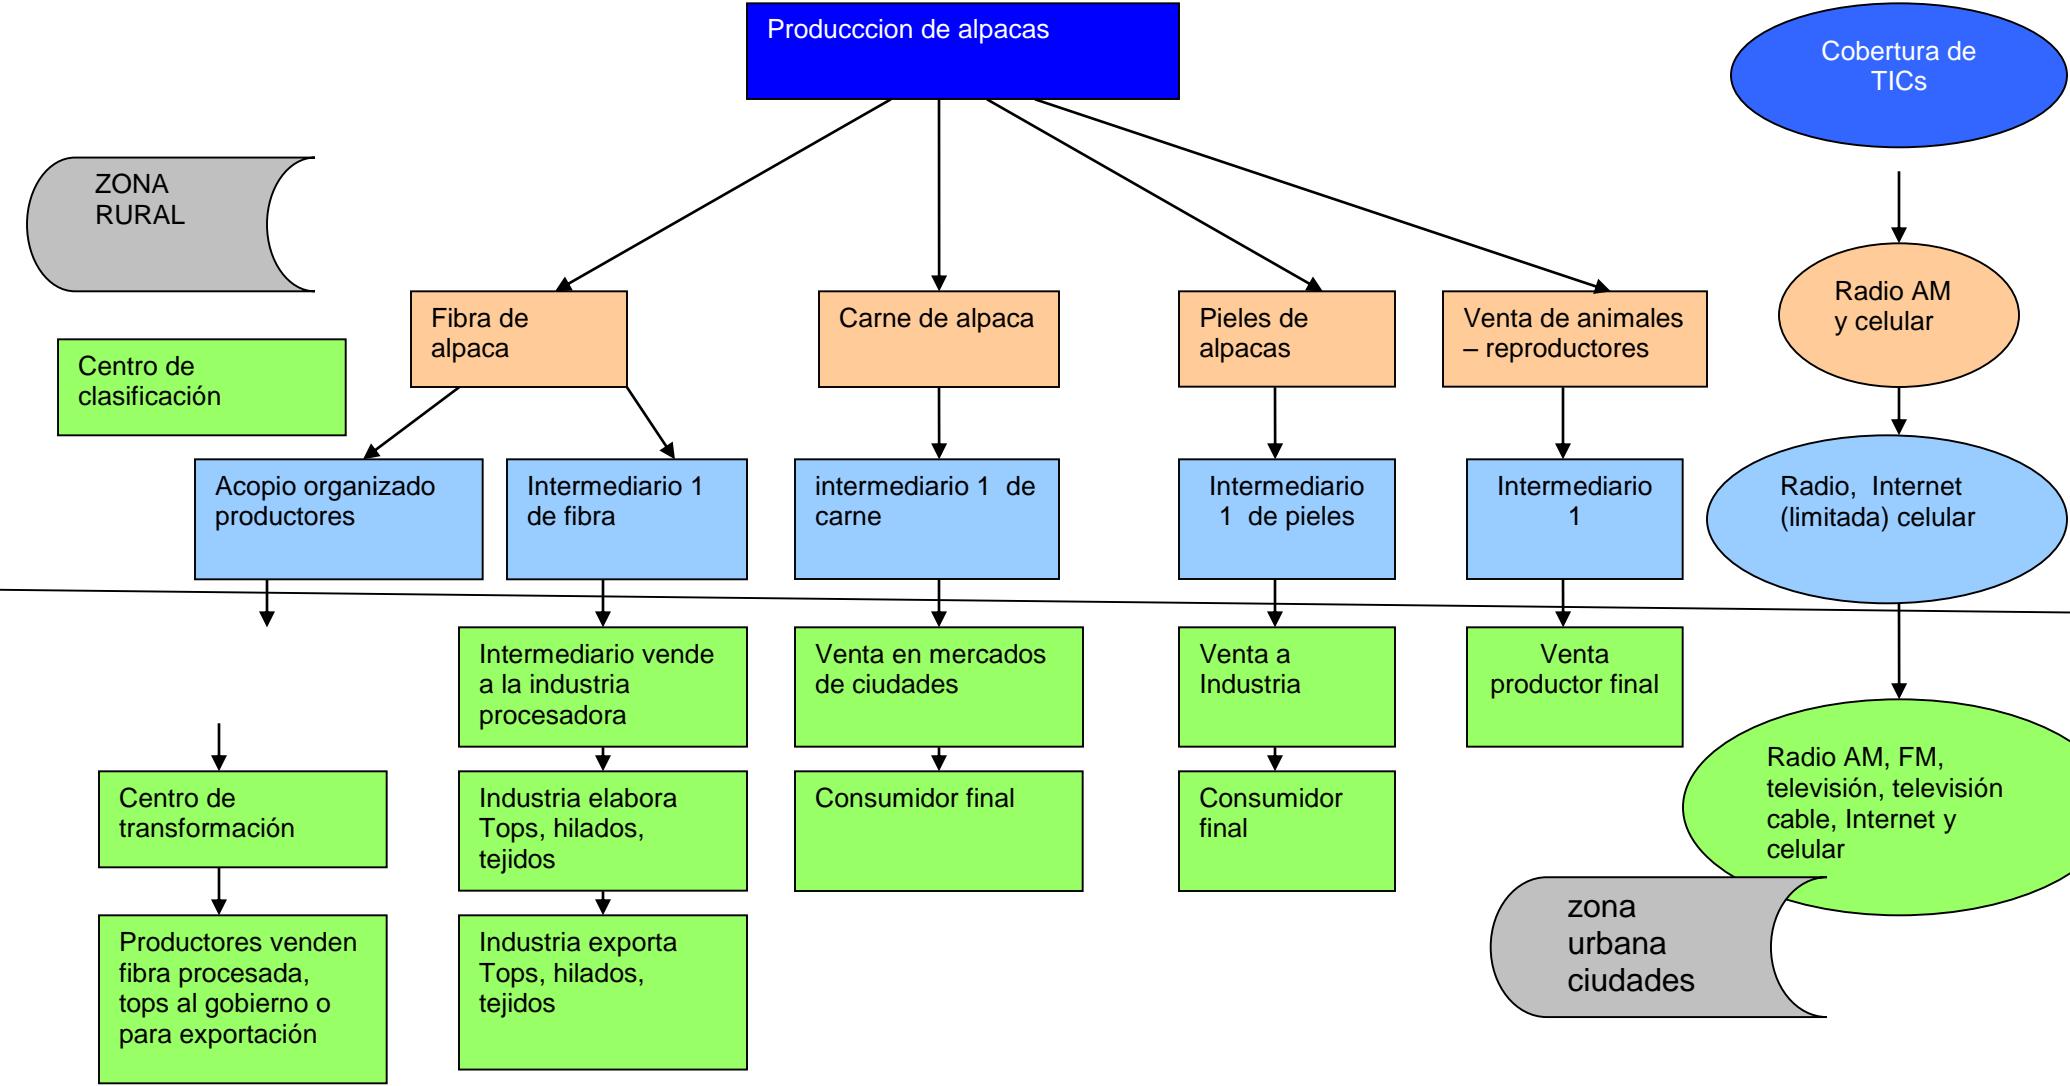 Producccion de alpacas
Cobertura de
TICs
ZONA
RURAL
Fibra de
alpaca
Carne de alpaca
Pieles de
alpacas
Venta de animales
– reproductores
Radio AM
y celular
Centro de
clasificación
Acopio organizado
productores
Intermediario 1
de fibra
intermediario 1 de
carne
Intermediario
1 de pieles
Intermediario
1
Radio, Internet
(limitada) celular
Intermediario vende
a la industria
procesadora
Venta en mercados
de ciudades
Venta a
Industria
Venta
productor final
Radio AM, FM,
televisión, televisión
cable, Internet y
celular
Centro de
transformación
Industria elabora
Tops, hilados,
tejidos
Consumidor final
Consumidor
final
zona
urbana
ciudades
Productores venden
fibra procesada,
tops al gobierno o
para exportación
Industria exporta
Tops, hilados,
tejidos